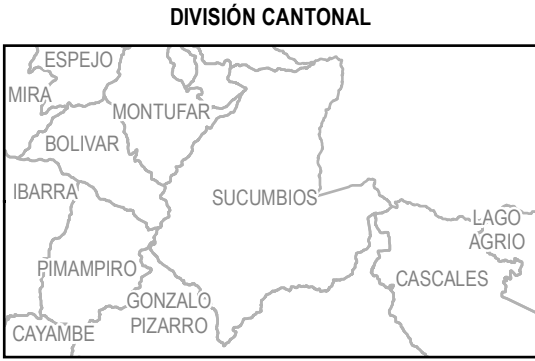 DIVISIÓN CANTONAL
ESPEJO
MIRA
MONTUFAR
BOLIVAR
IBARRA
SUCUMBIOS
LAGO
AGRIO
PIMAMPIRO
CASCALES
GONZALO
PIZARRO
CAYAMBE